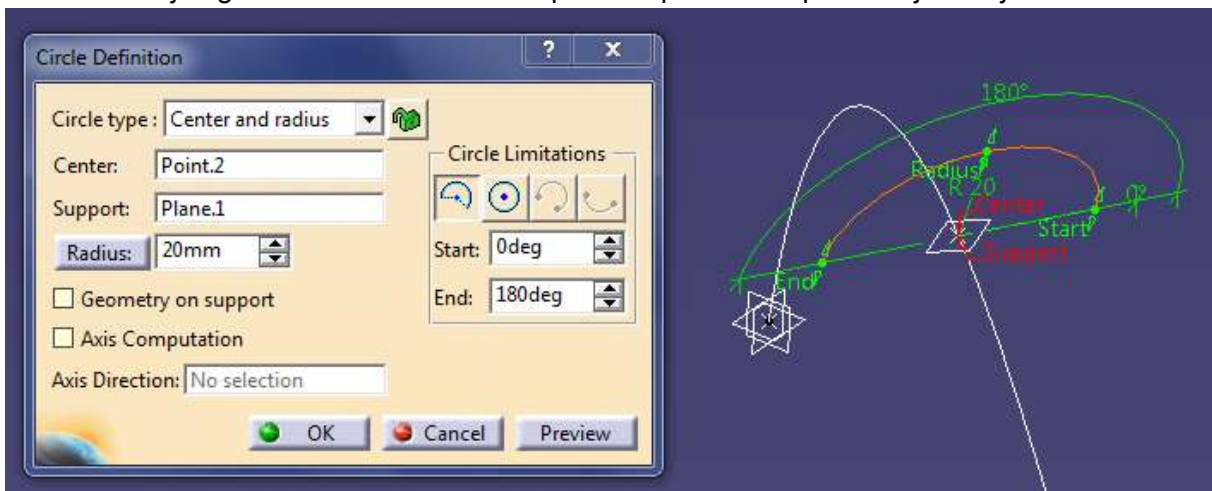 Circle Definition
? X
Circle type : Center and radius
Center: Point.2
Support: Plane.1
Radius: 20mm
Geometry on support
Axis Computation
Axis Direction: No selection
Circle Limitations
Start: 0deg
End: 180deg
OK Cancel Preview
180°
Radius
R 20
Center
0°
Start
Support
End